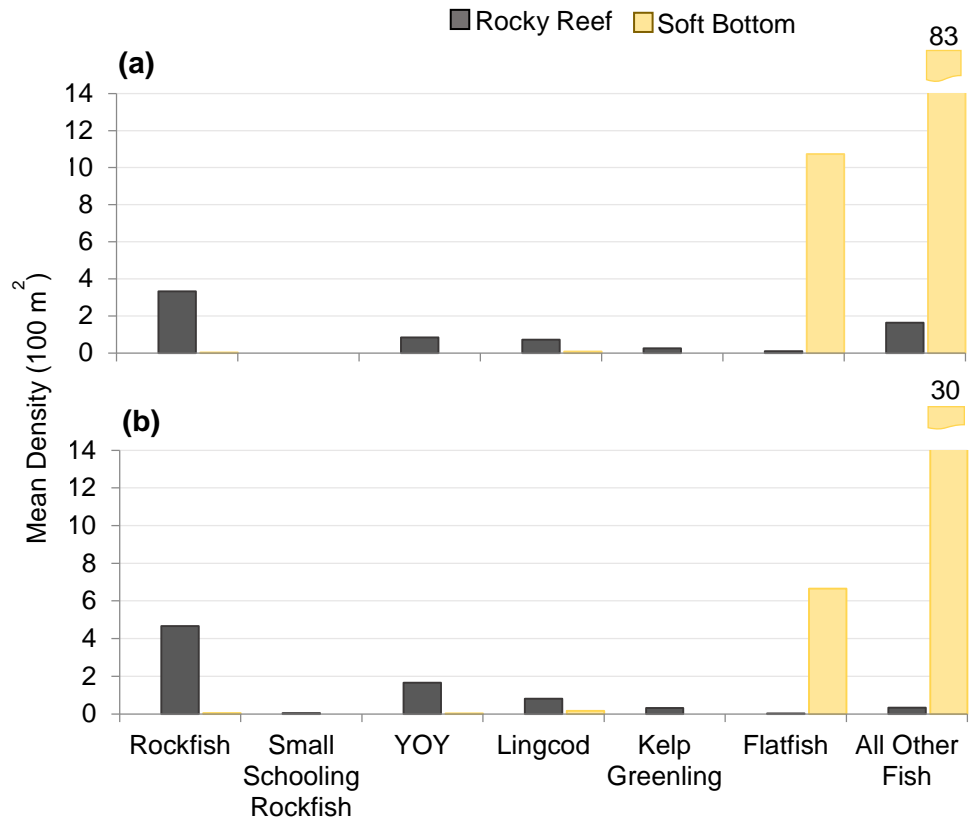 Rocky Reef Soft Bottom
83
(a)
14
12
10
8
6
4
2
0
Mean Density (100 m²)
30
(b)
14
12
10
8
6
4
2
0
Rockfish Small YOY Lingcod Kelp Flatfish All Other
Schooling Greenling Fish
Rockfish